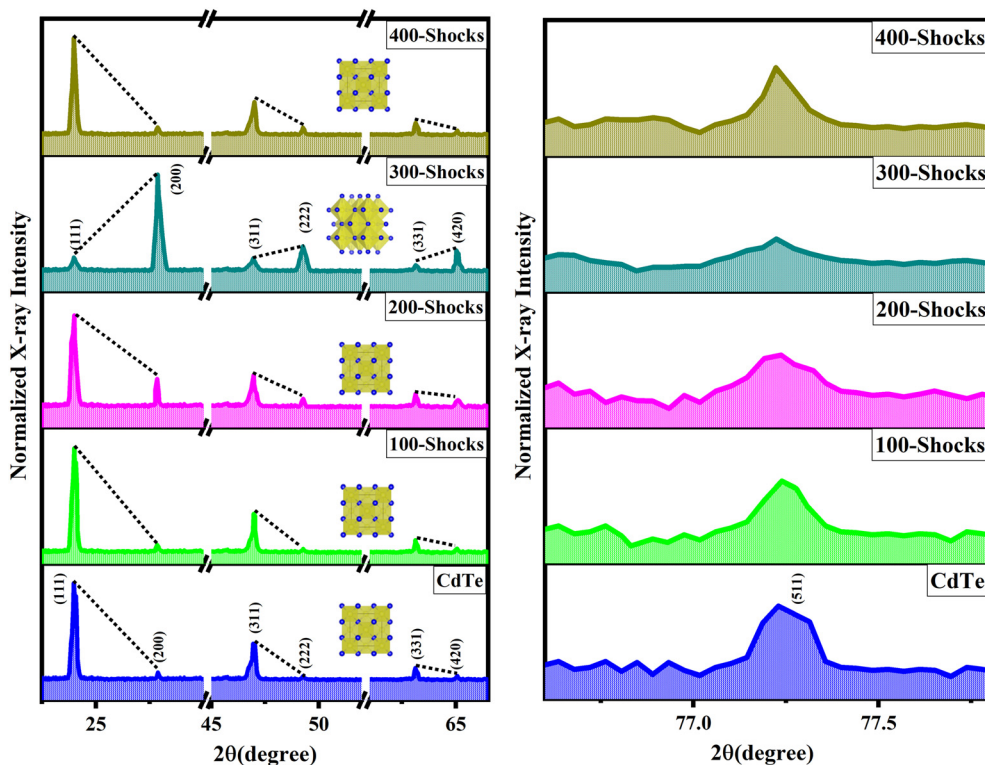 400-Shocks
300-Shocks
(111)
(200)
(311)
(222)
(331)
(420)
200-Shocks
100-Shocks
CdTe
(111)
(200)
(311)
(222)
(331)
(420)
Normalized X-ray Intensity
25 45 50 65
2θ(degree)
400-Shocks
300-Shocks
200-Shocks
100-Shocks
CdTe
(511)
Normalized X-ray Intensity
77.0 77.5
2θ(degree)